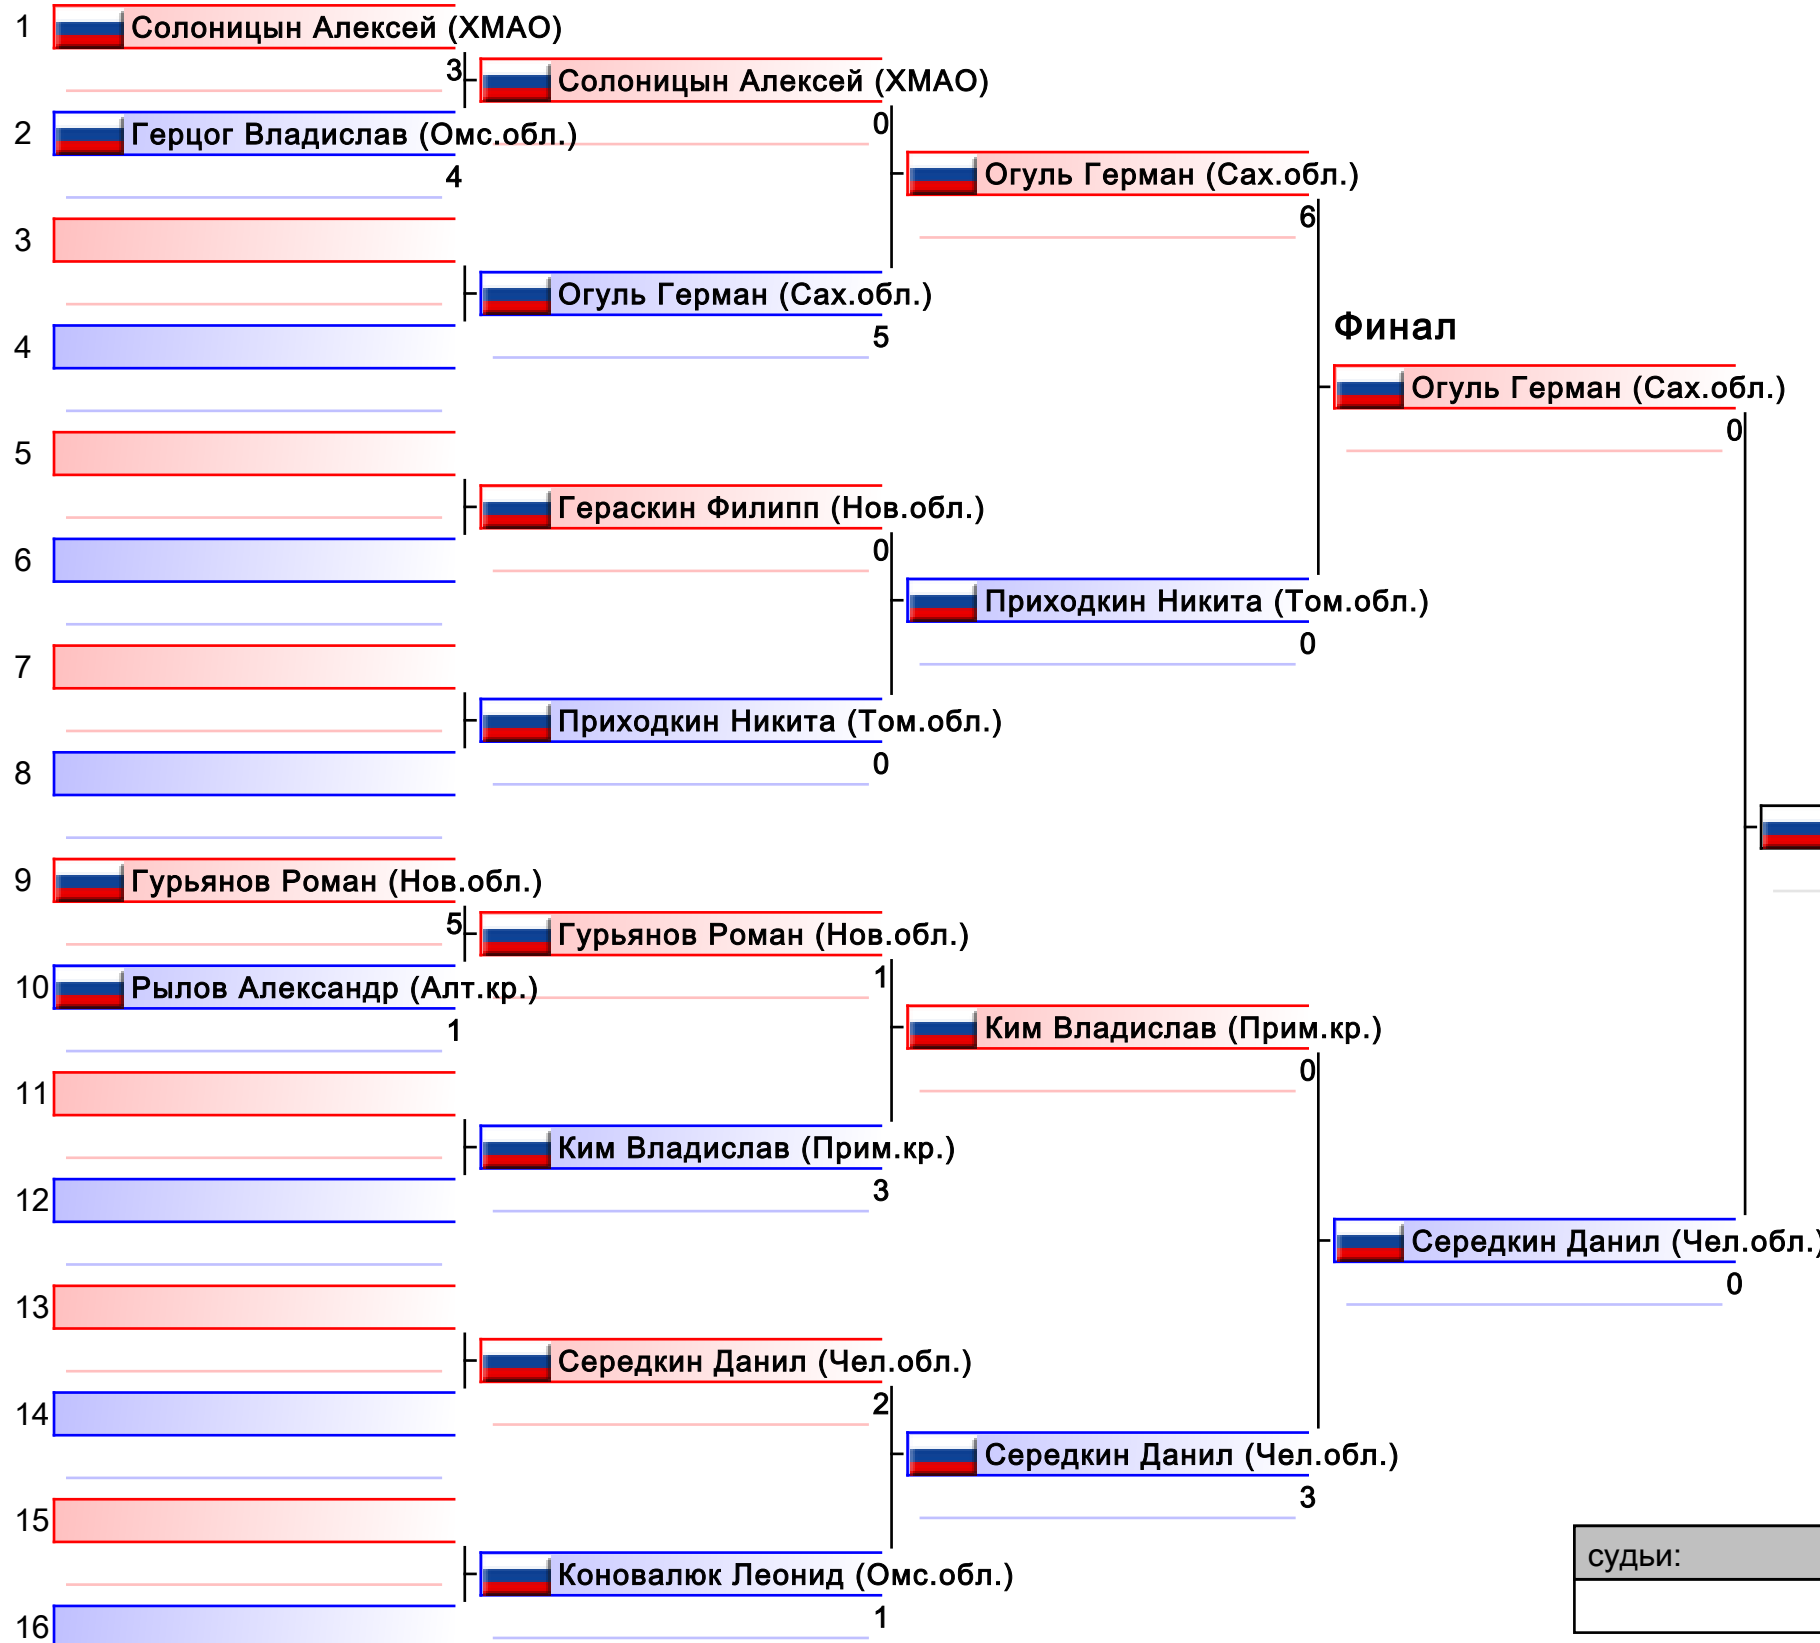 1 Солоницын Алексей (ХМАО)
3
2 Герцог Владислав (Омс.обл.)
4
3
4
5
6
7
8
9 Гурьянов Роман (Нов.обл.)
5
10 Рылов Александр (Алт.кр.)
1
11
12
13
14
15
16
Солоницын Алексей (ХМАО)
0
Огуль Герман (Сах.обл.)
5
Гераскин Филипп (Нов.обл.)
0
Приходкин Никита (Том.обл.)
0
Гурьянов Роман (Нов.обл.)
1
Ким Владислав (Прим.кр.)
3
Середкин Данил (Чел.обл.)
2
Коновалюк Леонид (Омс.обл.)
1
Огуль Герман (Сах.обл.)
6
Приходкин Никита (Том.обл.)
0
Ким Владислав (Прим.кр.)
0
Середкин Данил (Чел.обл.)
3
Финал
Огуль Герман (Сах.обл.)
0
Середкин Данил (Чел.обл.)
0
судьи: